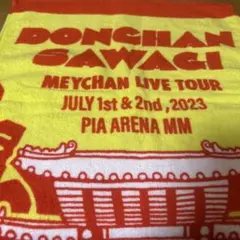 DONCHAN
SAWAGI
MEYCHAN LIVE TOUR
JULY 1st & 2nd ,2023
PIA ARENA MM